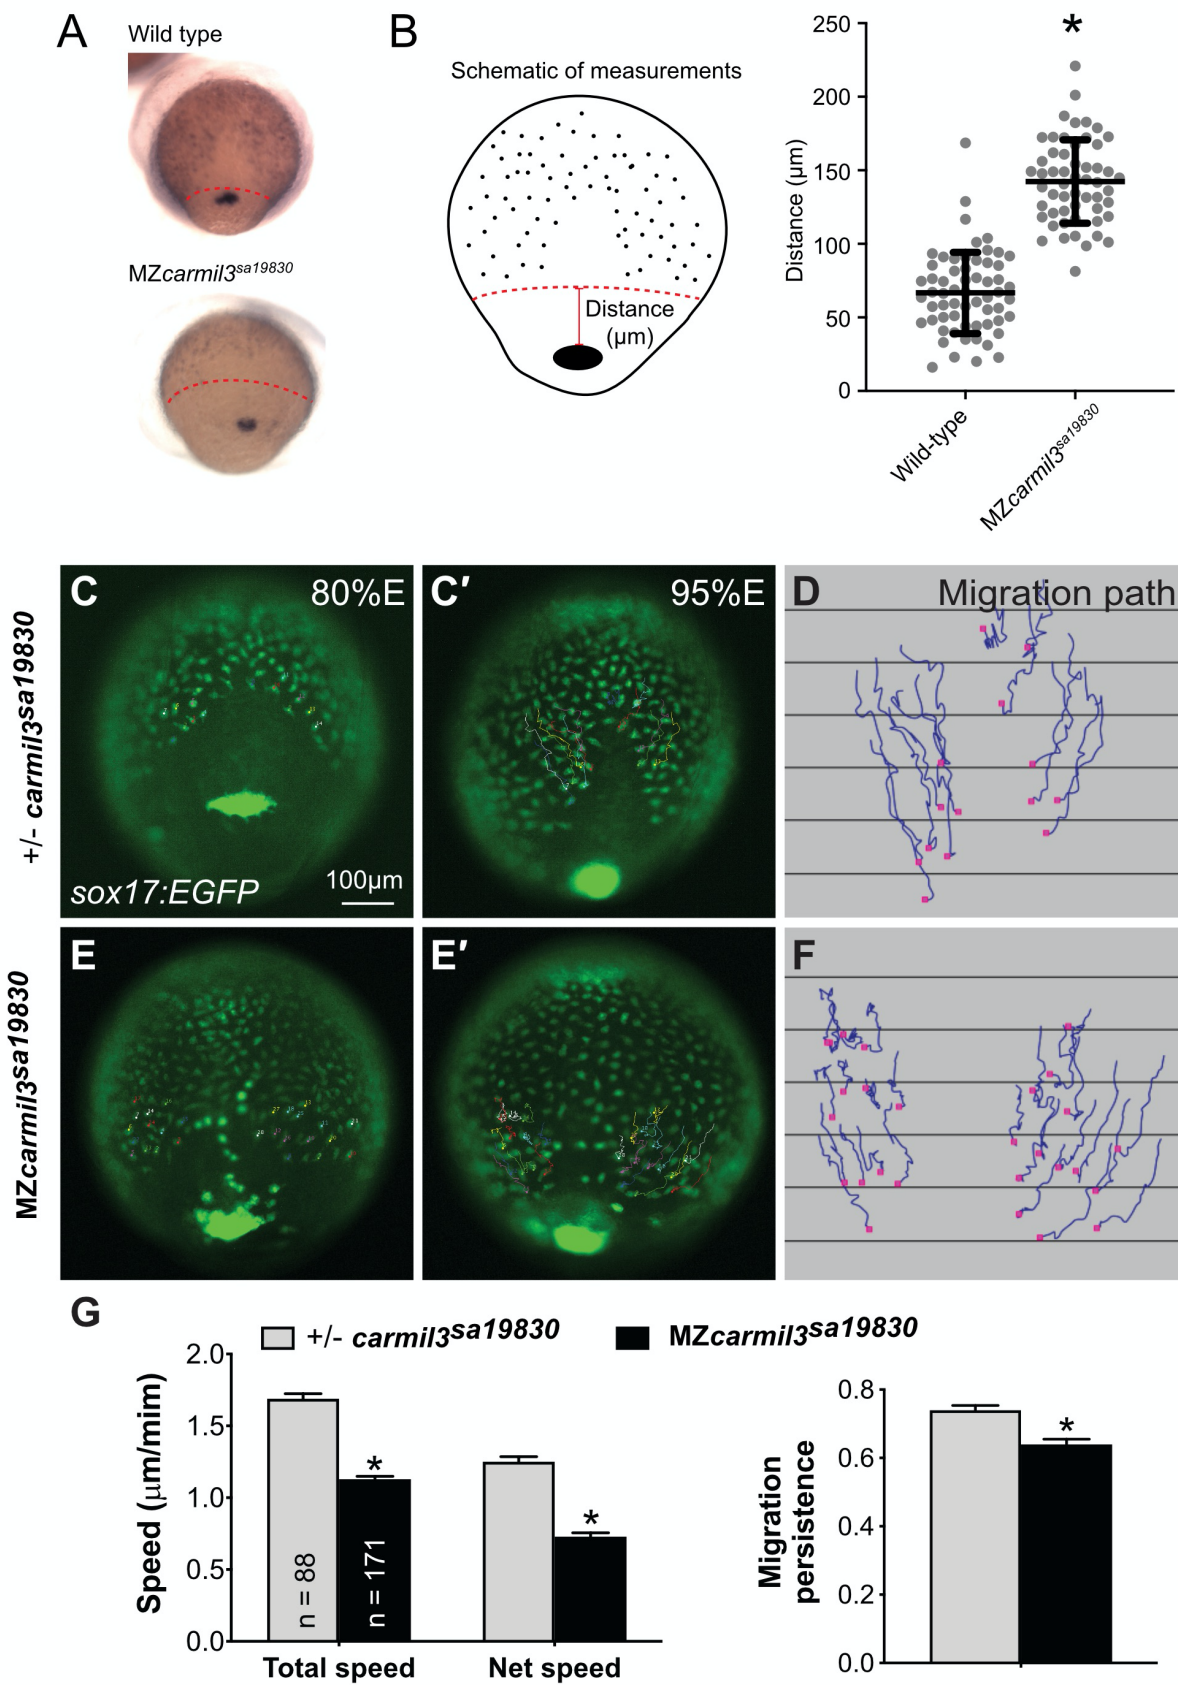 A
Wild type
MZcarmil3sa19830
B
Schematic of measurements
Distance
(μm)
Distance (μm)
250
200
150
100
50
0
*
Wild-type
MZcarmil3sa19830
+/- carmil3sa19830
C
80%E
sox17:EGFP
100μm
C′
95%E
D
Migration path
MZcarmil3sa19830
E
E′
F
G
+/- carmil3sa19830
MZcarmil3sa19830
Speed (μm/mim)
2.0
1.5
1.0
0.5
0.0
n = 88
*
n = 171
*
Total speed
Net speed
Migration
persistence
0.8
0.6
0.4
0.2
0.0
*